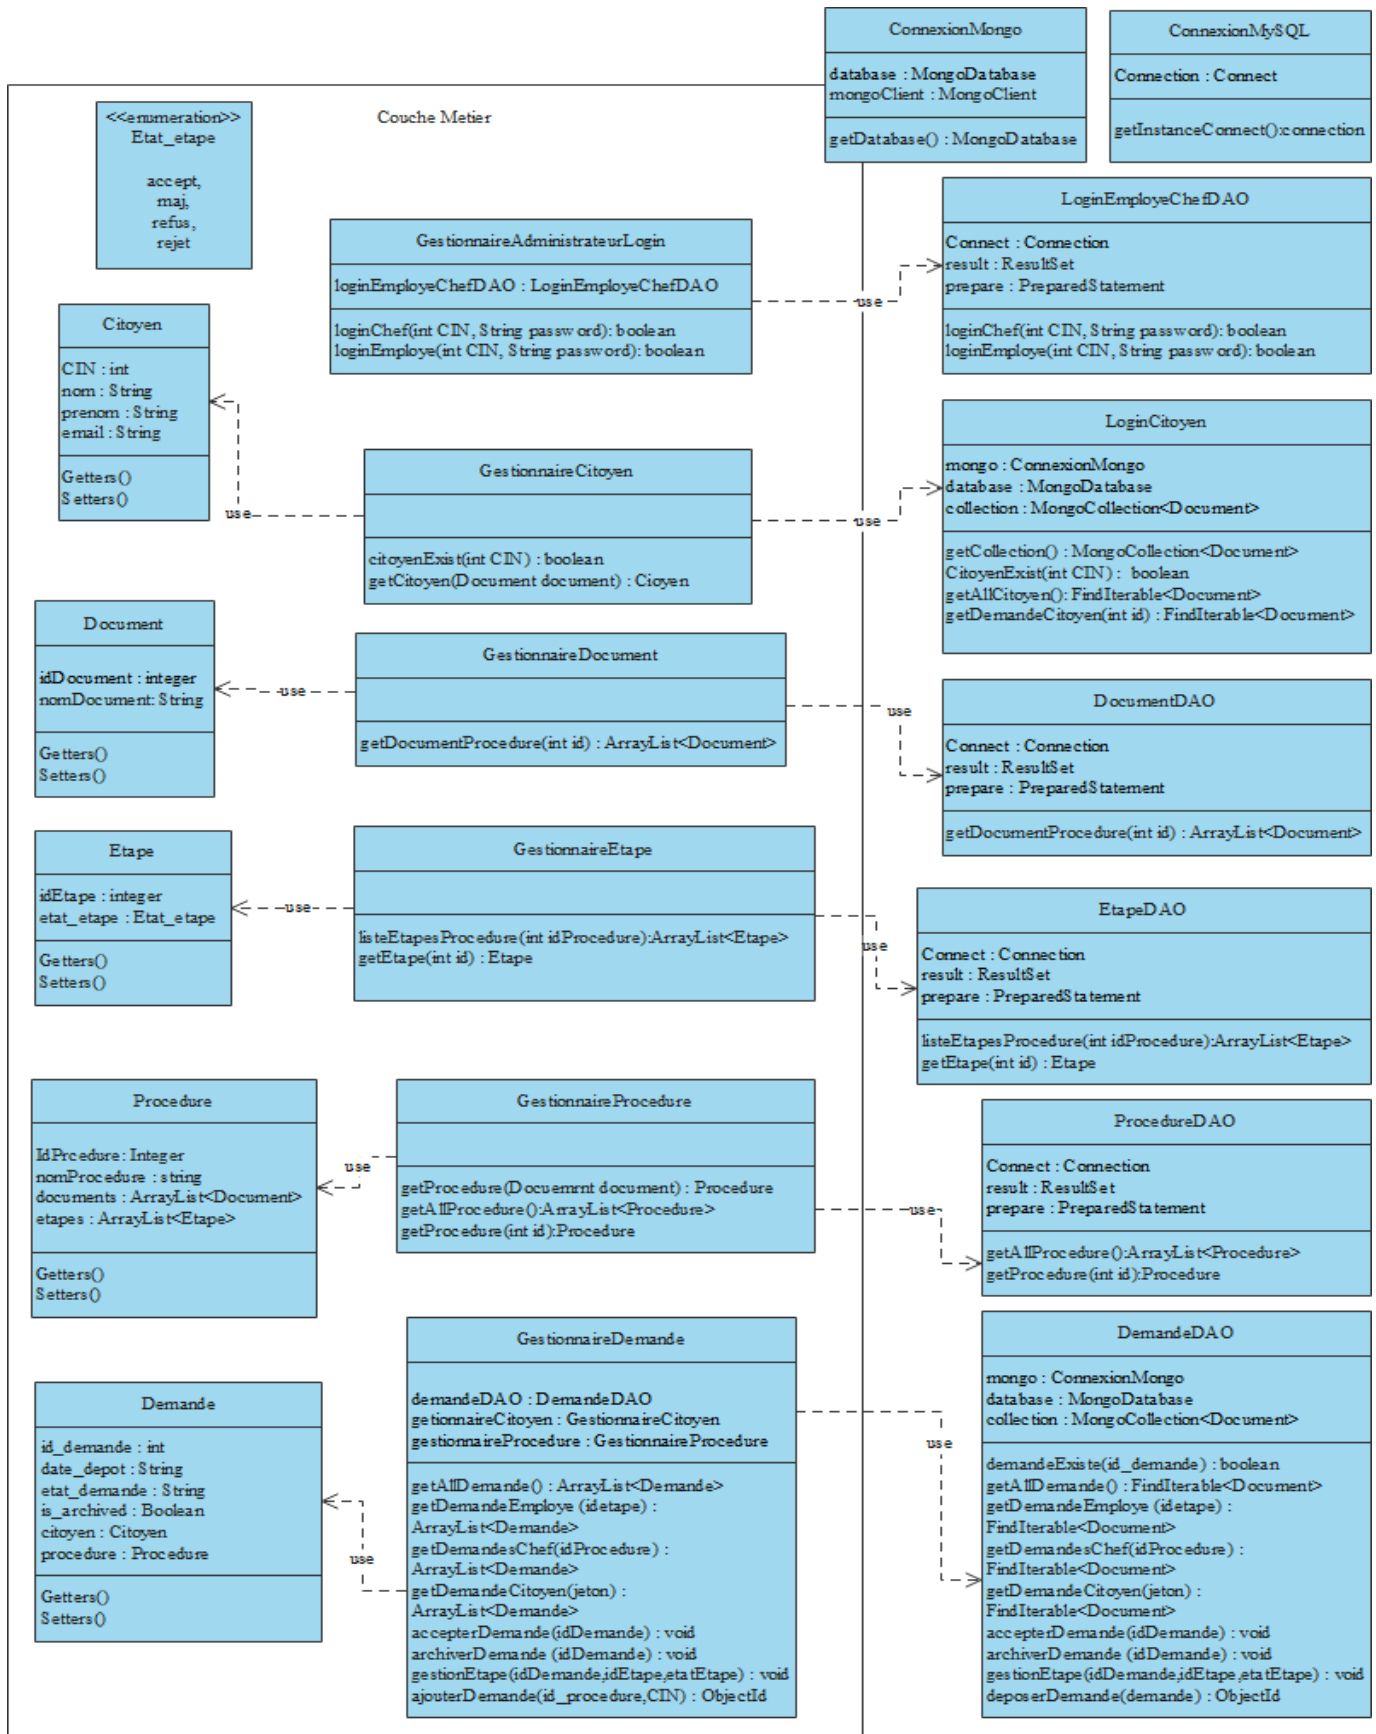 ConnexionMongo
database : MongoDatabase
mongoClient : MongoClient
getDatabase() : MongoDatabase
ConnexionMySQL
Connection : Connect
getInstanceConnect():connection
Couche Metier
<<enumeration>>
Etat_etape
accept,
maj,
refus,
rejet
GestionnaireAdministrateurLogin
loginEmployeChefDAO : LoginEmployeChefDAO
loginChef(int CIN, String password): boolean
loginEmploye(int CIN, String password): boolean
use
LoginEmployeChefDAO
Connect : Connection
result : ResultSet
prepare : PreparedStatement
loginChef(int CIN, String password): boolean
loginEmploye(int CIN, String password): boolean
Citoyen
CIN : int
nom : String
prenom : String
email : String
Getters()
Setters()
use
GestionnaireCitoyen
citoyenExist(int CIN) : boolean
getCitoyen(Document document) : Cioyen
use
LoginCitoyen
mongo : ConnexionMongo
database : MongoDatabase
collection : MongoCollection<Document>
getCollection() : MongoCollection<Document>
CitoyenExist(int CIN) : boolean
getAllCitoyen(): FindIterable<Document>
getDemandeCitoyen(int id) : FindIterable<Document>
Document
idDocument : integer
nomDocument: String
Getters()
Setters()
use
GestionnaireDocument
getDocumentProcedure(int id) : ArrayList<Document>
use
DocumentDAO
Connect : Connection
result : ResultSet
prepare : PreparedStatement
getDocumentProcedure(int id) : ArrayList<Document>
Etape
idEtape : integer
etat_etape : Etat_etape
Getters()
Setters()
use
GestionnaireEtape
listeEtapesProcedure(int idProcedure):ArrayList<Etape>
getEtape(int id) : Etape
use
EtapeDAO
Connect : Connection
result : ResultSet
prepare : PreparedStatement
listeEtapesProcedure(int idProcedure):ArrayList<Etape>
getEtape(int id) : Etape
Procedure
IdPrcedure: Integer
nomProcedure : string
documents : ArrayList<Document>
etapes : ArrayList<Etape>
Getters()
Setters()
use
GestionnaireProcedure
getProcedure(Docuemrnt document) : Procedure
getAllProcedure():ArrayList<Procedure>
getProcedure(int id):Procedure
use
ProcedureDAO
Connect : Connection
result : ResultSet
prepare : PreparedStatement
getAllProcedure():ArrayList<Procedure>
getProcedure(int id):Procedure
Demande
id_demande : int
date_depot : String
etat_demande : String
is_archived : Boolean
citoyen : Citoyen
procedure : Procedure
Getters()
Setters()
use
GestionnaireDemande
demandeDAO : DemandeDAO
getionnaireCitoyen : GestionnaireCitoyen
gestionnaireProcedure : GestionnaireProcedure
getAllDemande() : ArrayList<Demande>
getDemandeEmploye (idetape) :
ArrayList<Demande>
getDemandesChef(idProcedure) :
ArrayList<Demande>
getDemandeCitoyen(jeton) :
ArrayList<Demande>
accepterDemande(idDemande) : void
archiverDemande (idDemande) : void
gestionEtape(idDemande,idEtape,etatEtape) : void
ajouterDemande(id_procedure,CIN) : ObjectId
use
DemandeDAO
mongo : ConnexionMongo
database : MongoDatabase
collection : MongoCollection<Document>
demandeExiste(id_demande) : boolean
getAllDemande() : FindIterable<Document>
getDemandeEmploye (idetape) :
FindIterable<Document>
getDemandesChef(idProcedure) :
FindIterable<Document>
getDemandeCitoyen(jeton) :
FindIterable<Document>
accepterDemande(idDemande) : void
archiverDemande (idDemande) : void
gestionEtape(idDemande,idEtape,etatEtape) : void
deposerDemande(demande) : ObjectId